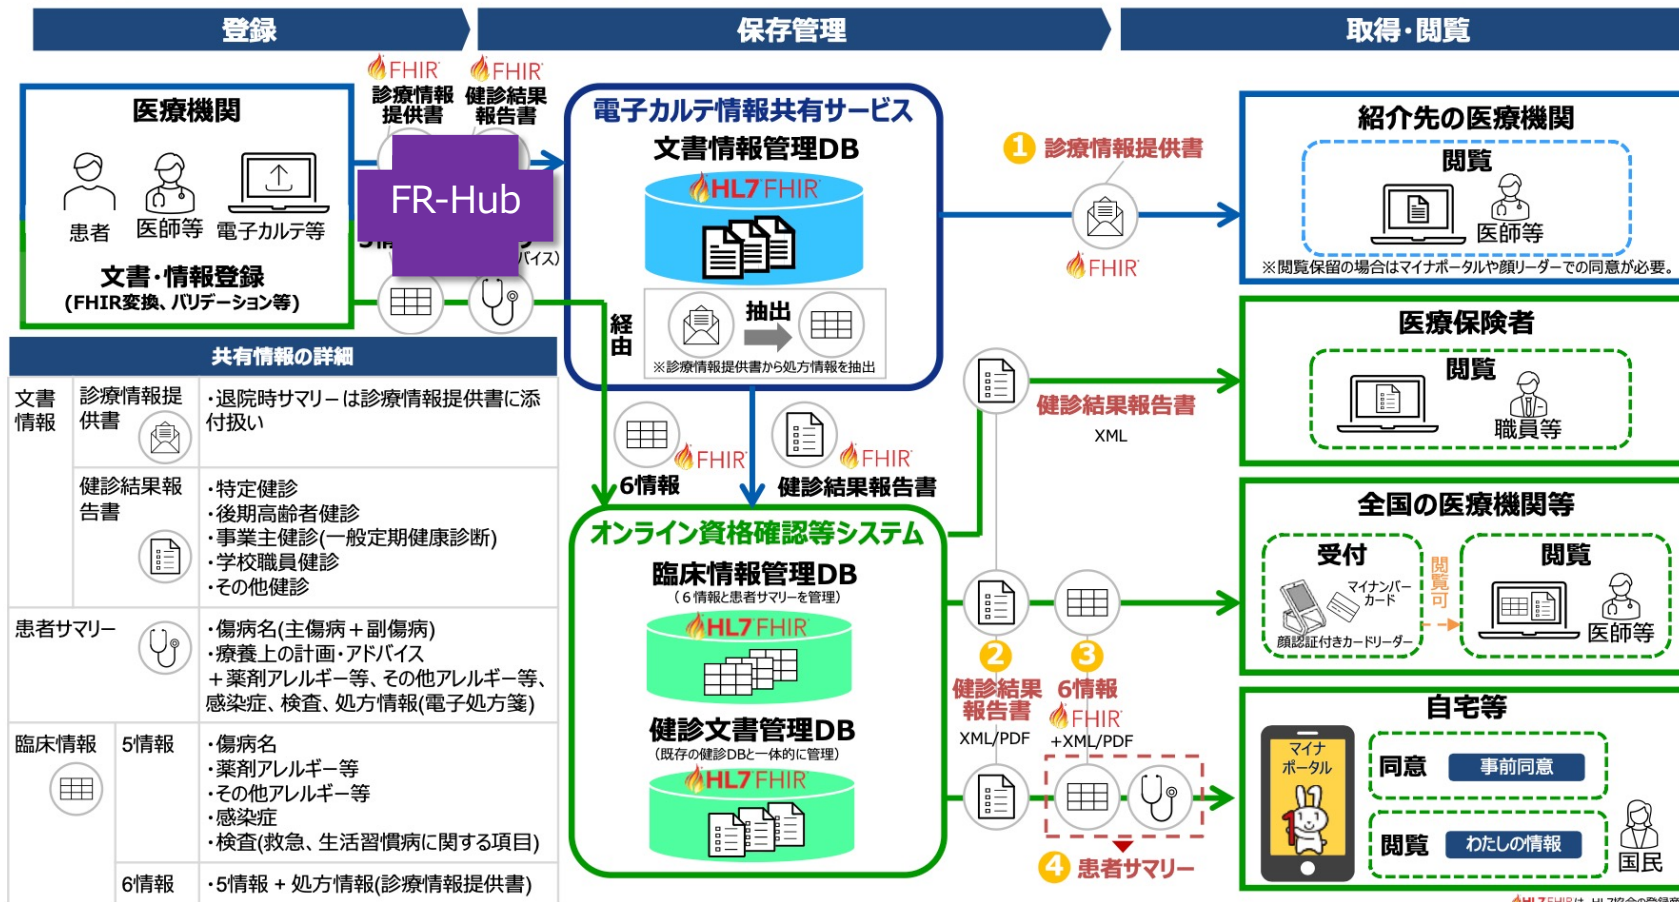 登録
保存管理
取得・閲覧
FHIR
診療情報
提供書
FHIR
健診結果
報告書
医療機関
患者
医師等
電子カルテ等
文書・情報登録
(FHIR変換、バリデーション等)
FR-Hub
バイス)
電子カルテ情報共有サービス
文書情報管理DB
HL7 FHIR
抽出
※診療情報提供書から処方情報を抽出
経由
6情報
FHIR
健診結果報告書
FHIR
オンライン資格確認等システム
臨床情報管理DB
(6情報と患者サマリーを管理)
HL7 FHIR
健診文書管理DB
(既存の健診DBと一体的に管理)
HL7 FHIR
1 診療情報提供書
FHIR
健診結果報告書
XML
2
健診結果
報告書
XML/PDF
3
6情報
FHIR
+XML/PDF
4 患者サマリー
紹介先の医療機関
閲覧
医師等
※閲覧保留の場合はマイナポータルや顔リーダーでの同意が必要。
医療保険者
閲覧
職員等
全国の医療機関等
受付
マイナンバー
カード
顔認証付きカードリーダー
閲覧可
閲覧
医師等
自宅等
マイナ
ポータル
1
同意
事前同意
閲覧
わたしの情報
国民
共有情報の詳細
文書
情報
診療情報提
供書
・退院時サマリーは診療情報提供書に添
付扱い
健診結果報
告書
・特定健診
・後期高齢者健診
・事業主健診(一般定期健康診断)
・学校職員健診
・その他健診
患者サマリー
・傷病名(主傷病+副傷病)
・療養上の計画・アドバイス
+薬剤アレルギー等、その他アレルギー等、
感染症、検査、処方情報(電子処方箋)
臨床情報
5情報
・傷病名
・薬剤アレルギー等
・その他アレルギー等
・感染症
・検査(救急、生活習慣病に関する項目)
6情報
・5情報 + 処方情報(診療情報提供書)
HL7 FHIRは、HL7協会の登録商